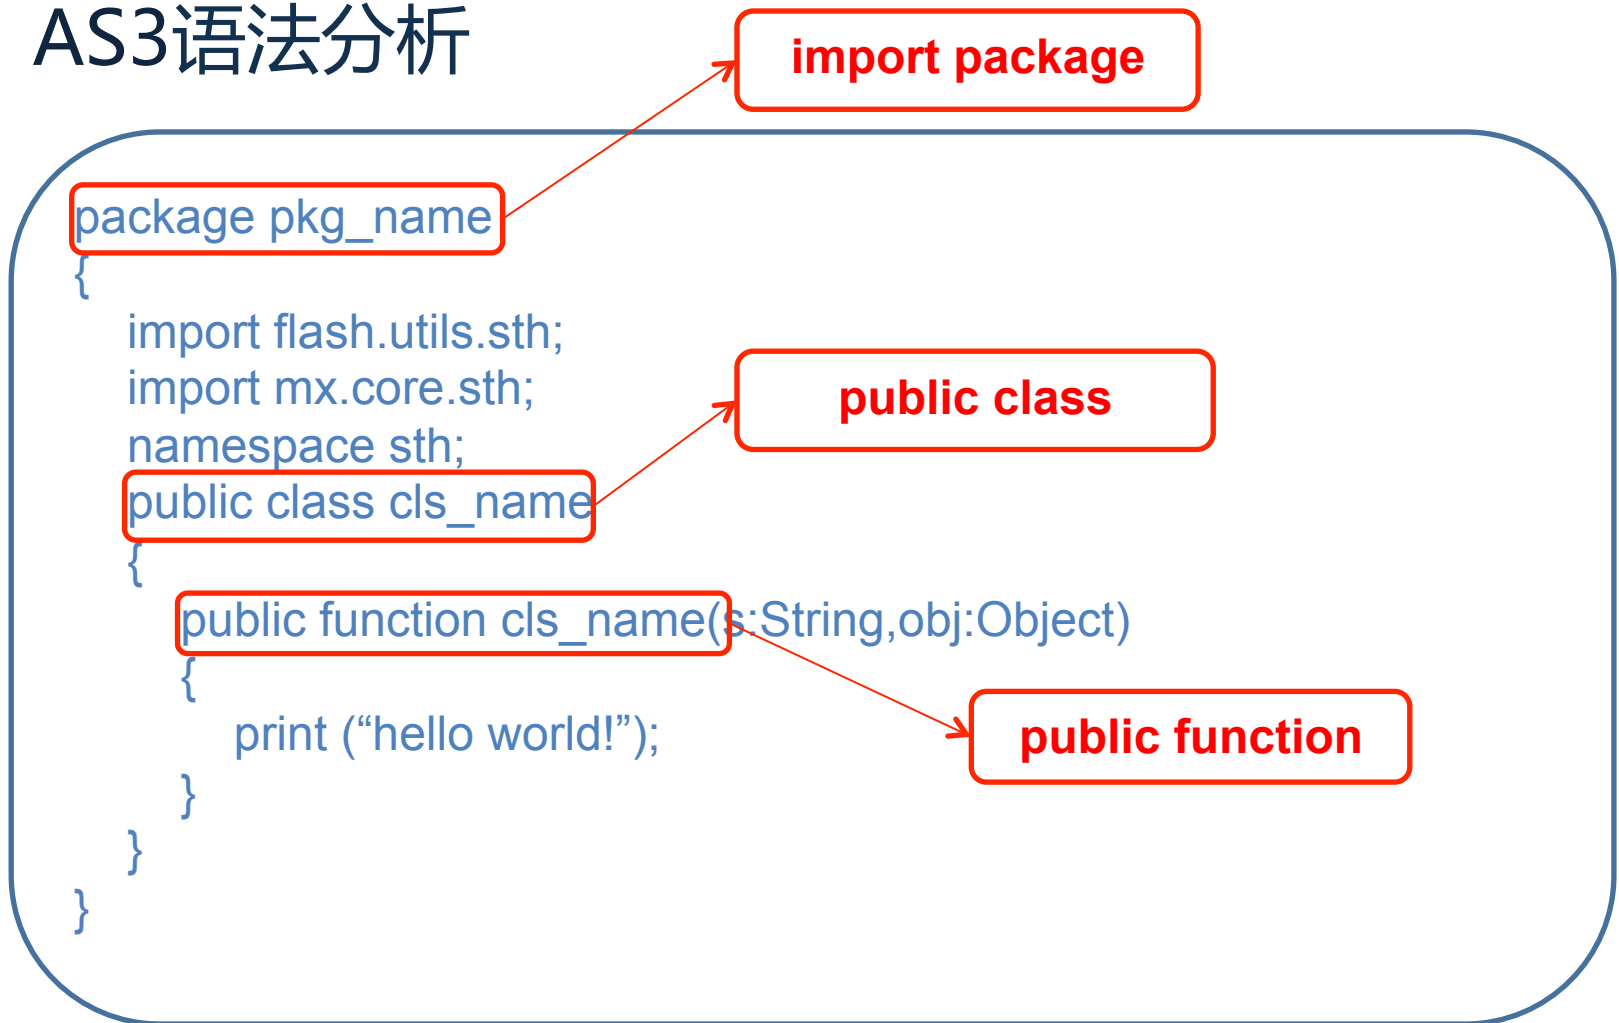 AS3语法分析
import package
package pkg_name
{
import flash.utils.sth;
import mx.core.sth;
namespace sth;
public class
public class cls_name
{
public function cls_name(s:String,obj:Object)
{
print (“hello world!”);
public function
}
}
}